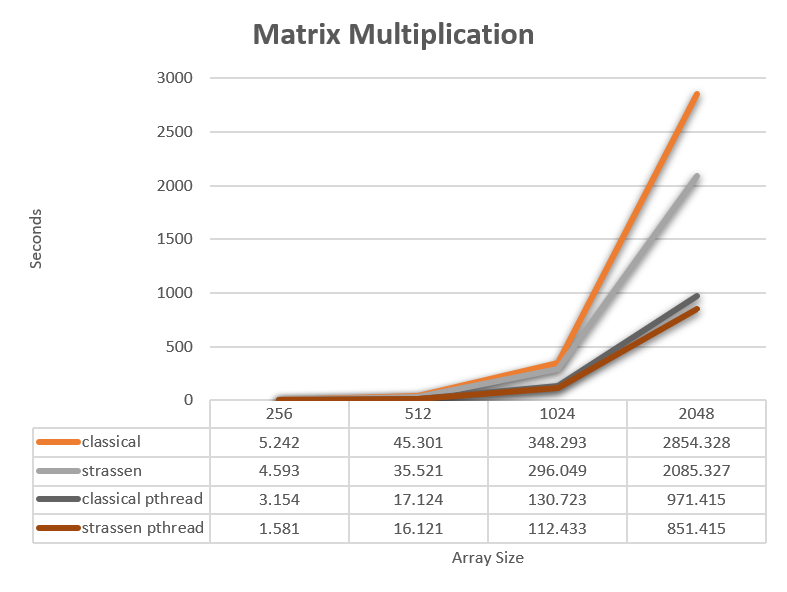 Matrix Multiplication
3000
2500
2000
1500
1000
500
0
Seconds
256 512 1024 2048
classical 5.242 45.301 348.293 2854.328
strassen 4.593 35.521 296.049 2085.327
classical pthread 3.154 17.124 130.723 971.415
strassen pthread 1.581 16.121 112.433 851.415
Array Size